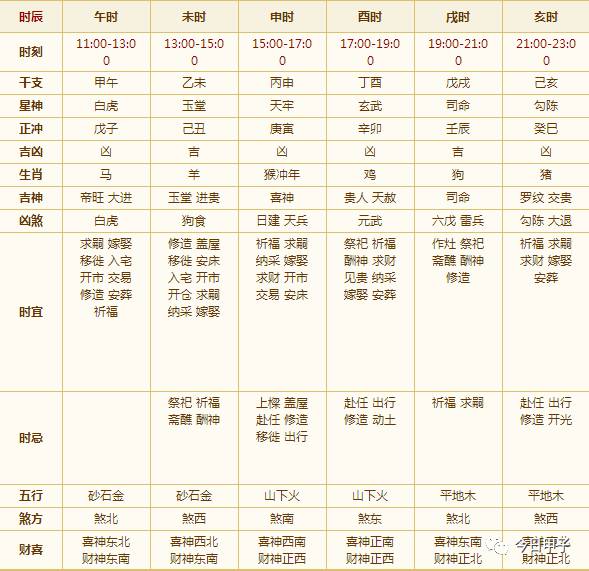 时辰 午时 未时 申时 酉时 戌时 亥时
时刻 11:00-13:00 13:00-15:00 15:00-17:00 17:00-19:00 19:00-21:00 21:00-23:00
干支 甲午 乙未 丙申 丁酉 戊戌 己亥
星神 白虎 玉堂 天牢 玄武 司命 勾陈
正冲 戊子 己丑 庚寅 辛卯 壬辰 癸巳
吉凶 凶 吉 凶 凶 吉 凶
生肖 马 羊 猴冲年 鸡 狗 猪
吉神 帝旺 大进 玉堂 进贵 喜神 贵人 天赦 司命 罗纹 交贵
凶煞 白虎 狗食 日建 天兵 元武 六戊 雷兵 勾陈 大退
时宜
求嗣 嫁娶
移徙 入宅
开市 交易
修造 安葬
祈福
修造 盖屋
移徙 安床
入宅 开市
开仓 求嗣
纳采 嫁娶
祈福 求嗣
纳采 嫁娶
求财 开市
交易 安床
祭祀 祈福
酬神 求财
见贵 纳采
嫁娶 安葬
作灶 祭祀
斋醮 酬神
修造
祈福 求嗣
求财 嫁娶
安葬
时忌
祭祀 祈福
斋醮 酬神
上樑 盖屋
赴任 修造
移徙 出行
赴任 出行
修造 动土
祈福 求嗣
赴任 出行
修造 开光
五行 砂石金 砂石金 山下火 山下火 平地木 平地木
煞方 煞北 煞西 煞南 煞东 煞北 煞西
财喜
喜神东北
财神东南
喜神西北
财神东南
喜神西南
财神正西
喜神正南
财神正西
喜神东南
财神正北
财神正北
今日甲子